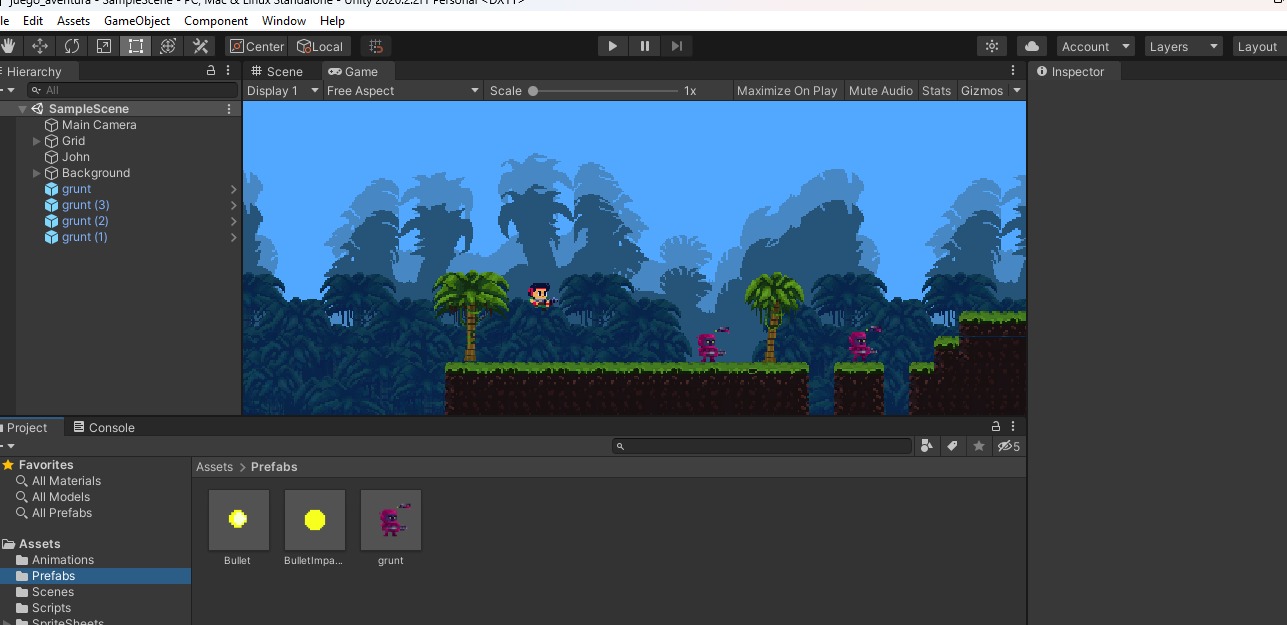 juego_aventura - SampleScene - PC, Mac & Linux Standalone - Unity 2020.2.2f1 Personal <DX11>
le Edit Assets GameObject Component Window Help
Center Local Account Layers Layout
Hierarchy Scene Game Inspector
All Display 1 Free Aspect Scale 1x Maximize On Play Mute Audio Stats Gizmos
SampleScene
Main Camera
Grid
John
Background
grunt
grunt (3)
grunt (2)
grunt (1)
Project Console
5
Favorites
All Materials
All Models
All Prefabs
Assets
Animations
Prefabs
Scenes
Scripts
SpriteSheets
Assets > Prefabs
Bullet BulletImpa... grunt